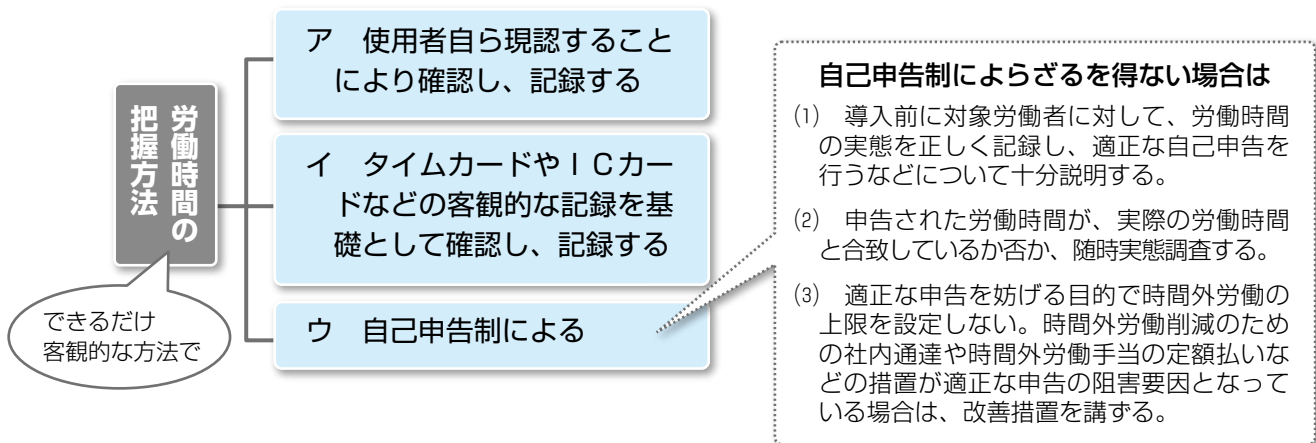 労働時間の
把握方法
できるだけ
客観的な方法で
ア　使用者自ら現認すること
により確認し、記録する
イ　タイムカードやＩＣカー
ドなどの客観的な記録を基
礎として確認し、記録する
ウ　自己申告制による
自己申告制によらざるを得ない場合は
⑴　導入前に対象労働者に対して、労働時間
の実態を正しく記録し、適正な自己申告を
行うなどについて十分説明する。
⑵　申告された労働時間が、実際の労働時間
と合致しているか否か、随時実態調査する。
⑶　適正な申告を妨げる目的で時間外労働の
上限を設定しない。時間外労働削減のため
の社内通達や時間外労働手当の定額払いな
どの措置が適正な申告の阻害要因となって
いる場合は、改善措置を講ずる。